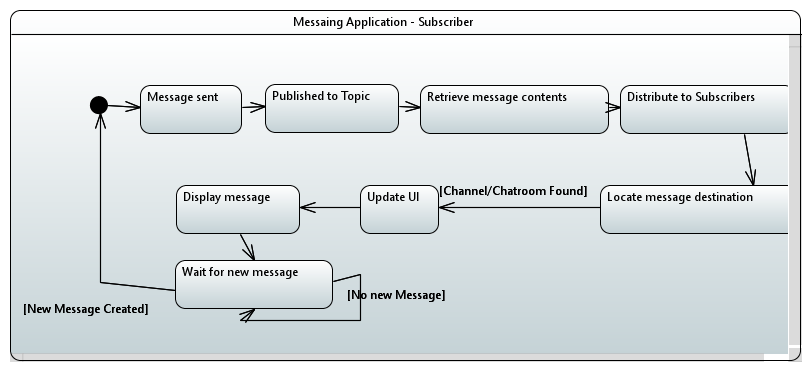 Messaing Application - Subscriber
Message sent
Published to Topic
Retrieve message contents
Distribute to Subscribers
Display message
Update UI
[Channel/Chatroom Found]
Locate message destination
Wait for new message
[No new Message]
[New Message Created]